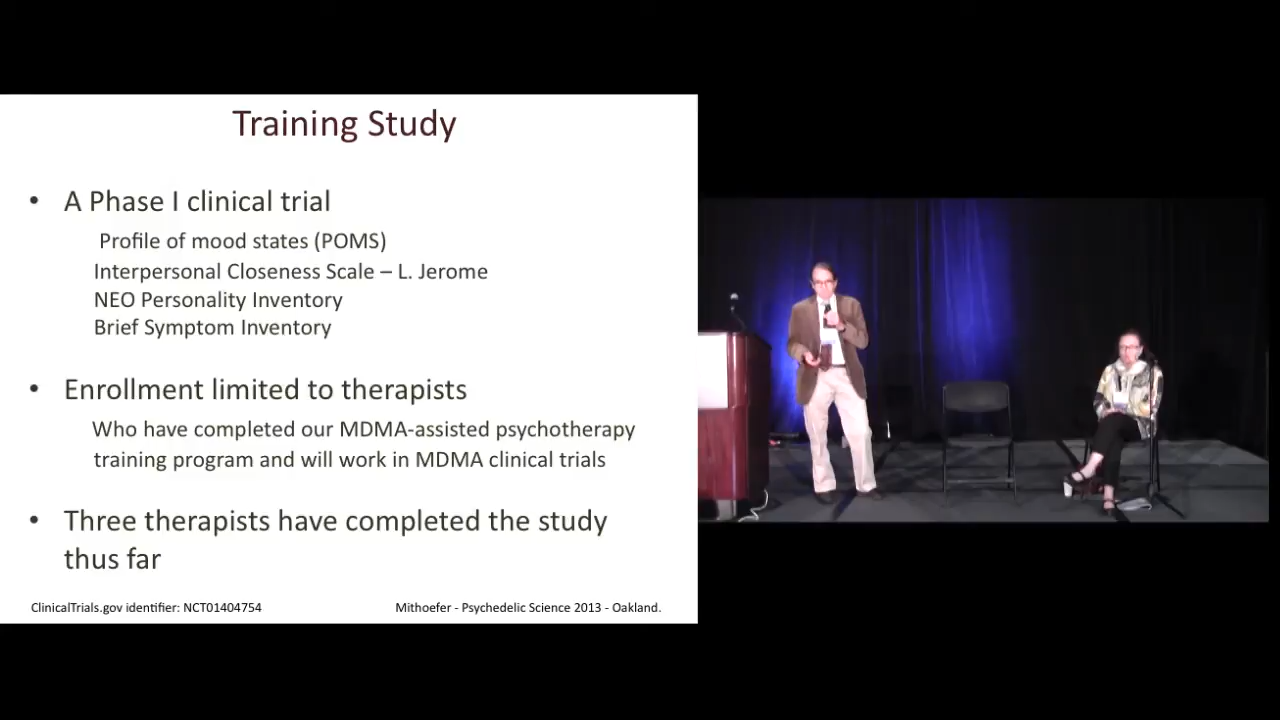 Training Study
• A Phase I clinical trial
Profile of mood states (POMS)
Interpersonal Closeness Scale – L. Jerome
NEO Personality Inventory
Brief Symptom Inventory
• Enrollment limited to therapists
Who have completed our MDMA-assisted psychotherapy
training program and will work in MDMA clinical trials
• Three therapists have completed the study
thus far
ClinicalTrials.gov identifier: NCT01404754
Mithoefer - Psychedelic Science 2013 - Oakland.